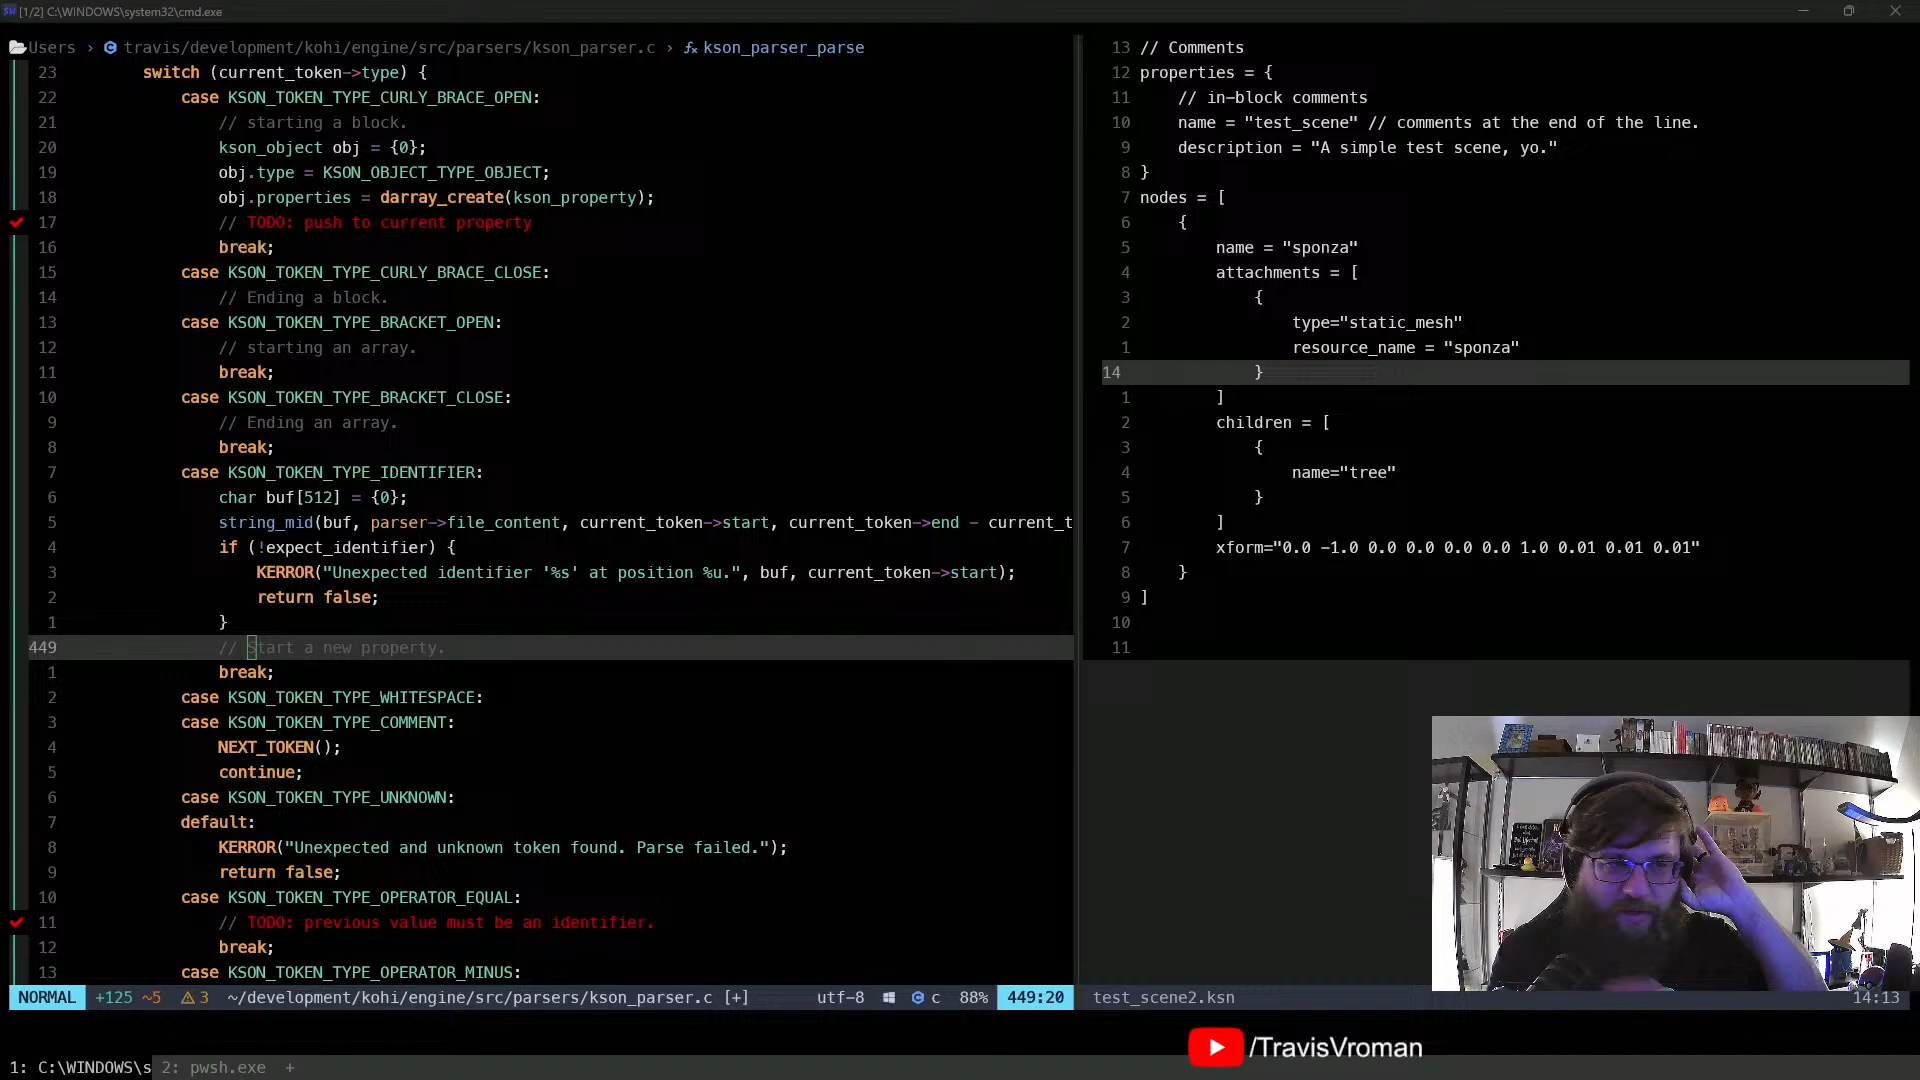 [1/2] C:\WINDOWS\system32\cmd.exe
Users › travis/development/kohi/engine/src/parsers/kson_parser.c › kson_parser_parse
23 switch (current_token->type) {
22 case KSON_TOKEN_TYPE_CURLY_BRACE_OPEN:
21 // starting a block.
20 kson_object obj = {0};
19 obj.type = KSON_OBJECT_TYPE_OBJECT;
18 obj.properties = darray_create(kson_property);
17 // TODO: push to current property
16 break;
15 case KSON_TOKEN_TYPE_CURLY_BRACE_CLOSE:
14 // Ending a block.
13 case KSON_TOKEN_TYPE_BRACKET_OPEN:
12 // starting an array.
11 break;
10 case KSON_TOKEN_TYPE_BRACKET_CLOSE:
9 // Ending an array.
8 break;
7 case KSON_TOKEN_TYPE_IDENTIFIER:
6 char buf[512] = {0};
5 string_mid(buf, parser->file_content, current_token->start, current_token->end - current_t
4 if (!expect_identifier) {
3 KERROR("Unexpected identifier '%s' at position %u.", buf, current_token->start);
2 return false;
1 }
449 // Start a new property.
1 break;
2 case KSON_TOKEN_TYPE_WHITESPACE:
3 case KSON_TOKEN_TYPE_COMMENT:
4 NEXT_TOKEN();
5 continue;
6 case KSON_TOKEN_TYPE_UNKNOWN:
7 default:
8 KERROR("Unexpected and unknown token found. Parse failed.");
9 return false;
10 case KSON_TOKEN_TYPE_OPERATOR_EQUAL:
11 // TODO: previous value must be an identifier.
12 break;
13 case KSON_TOKEN_TYPE_OPERATOR_MINUS:
NORMAL +125 ~5 3 ~/development/kohi/engine/src/parsers/kson_parser.c [+] utf-8 c 88% 449:20
13 // Comments
12 properties = {
11 // in-block comments
10 name = "test_scene" // comments at the end of the line.
9 description = "A simple test scene, yo."
8 }
7 nodes = [
6 {
5 name = "sponza"
4 attachments = [
3 {
2 type="static_mesh"
1 resource_name = "sponza"
14 }
1 ]
2 children = [
3 {
4 name="tree"
5 }
6 ]
7 xform="0.0 -1.0 0.0 0.0 0.0 0.0 1.0 0.01 0.01 0.01"
8 }
9 ]
10
11
test_scene2.ksn 14:13
/TravisVroman
1: C:\WINDOWS\s 2: pwsh.exe +